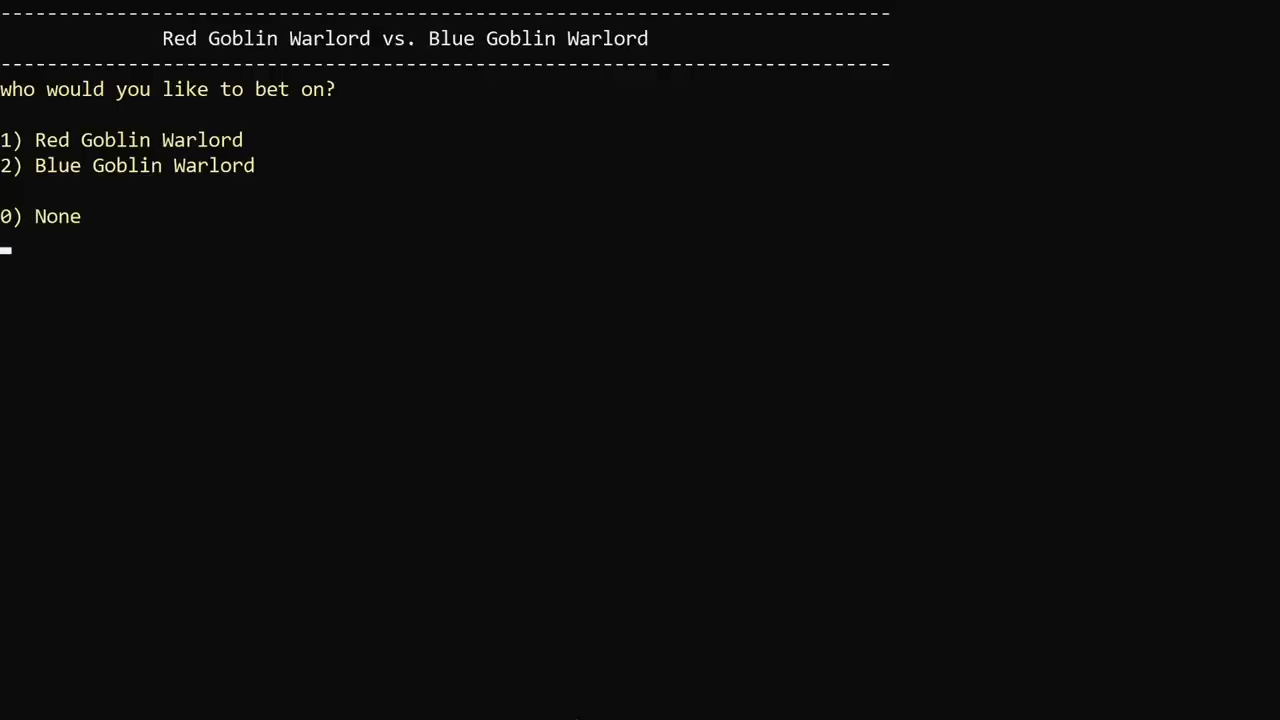 -----------------------------------------------------------------------------
Red Goblin Warlord vs. Blue Goblin Warlord
-----------------------------------------------------------------------------
who would you like to bet on?
1) Red Goblin Warlord
2) Blue Goblin Warlord
0) None